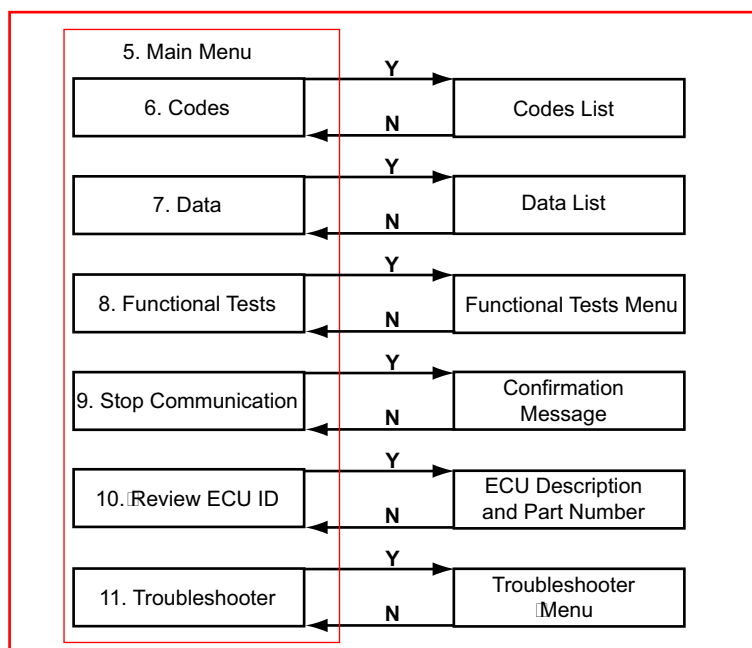 5. Main Menu
Y
6. Codes
Codes List
N
Y
7. Data
Data List
N
Y
8. Functional Tests
Functional Tests Menu
N
Y
9. Stop Communication
Confirmation
Message
N
Y
10. Review ECU ID
ECU Description
and Part Number
N
Y
11. Troubleshooter
Troubleshooter
Menu
N